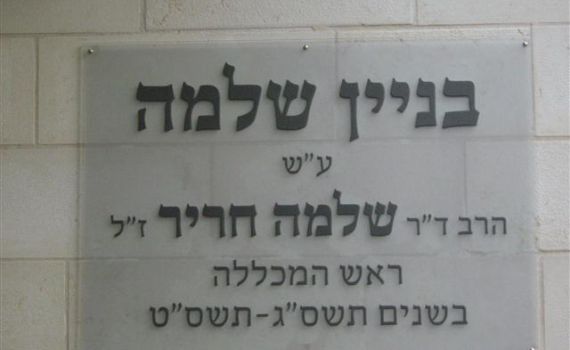 בניין שלמה
ע"ש
הרב ד"ר שלמה חריר ז"ל
ראש המכללה
בשנים תשס"ג-תשס"ט